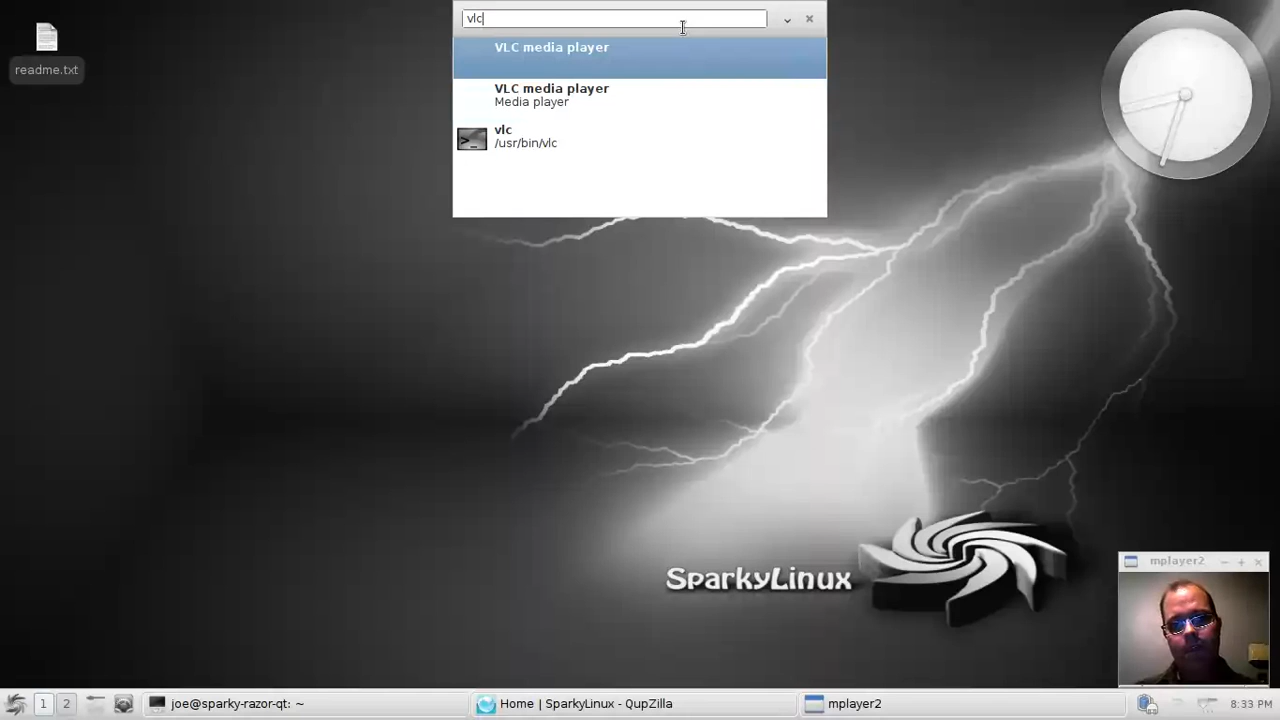 vlc
VLC media player
VLC media player
Media player
vlc
/usr/bin/vlc
readme.txt
SparkyLinux
mplayer2
1
2
joe@sparky-razor-qt: ~
Home | SparkyLinux - QupZilla
mplayer2
8:33 PM